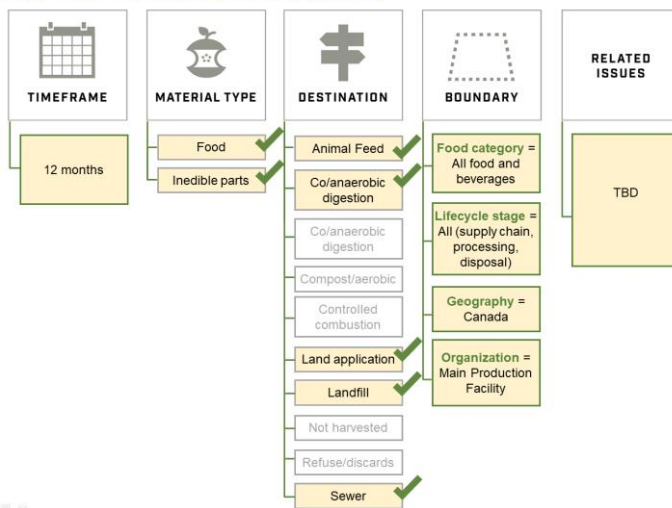 TIMEFRAME
12 months
MATERIAL TYPE
Food
Inedible parts
DESTINATION
Animal Feed
Co/anaerobic
digestion
Co/anaerobic
digestion
Compost/aerobic
Controlled
combustion
Land application
Landfill
Not harvested
Refuse/discards
Sewer
BOUNDARY
Food category =
All food and
beverages
Lifecycle stage =
All (supply chain,
processing,
disposal)
Geography =
Canada
Organization =
Main Production
Facility
RELATED
ISSUES
TBD